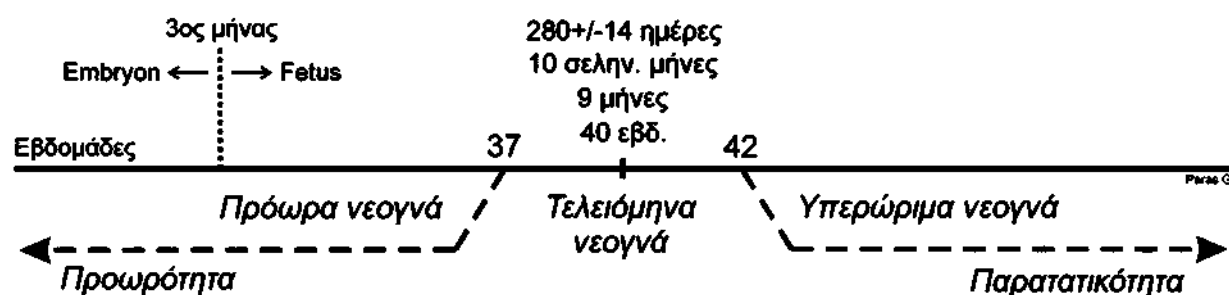 3ος μήνας
Embryon ← → Fetus
280+/-14 ημέρες
10 σελην. μήνες
9 μήνες
40 εβδ.
Εβδομάδες
37
42
Πρόωρα νεογνά
Τελειόμηνα
νεογνά
Υπερώριμα νεογνά
Προωρότητα
Παρατατικότητα